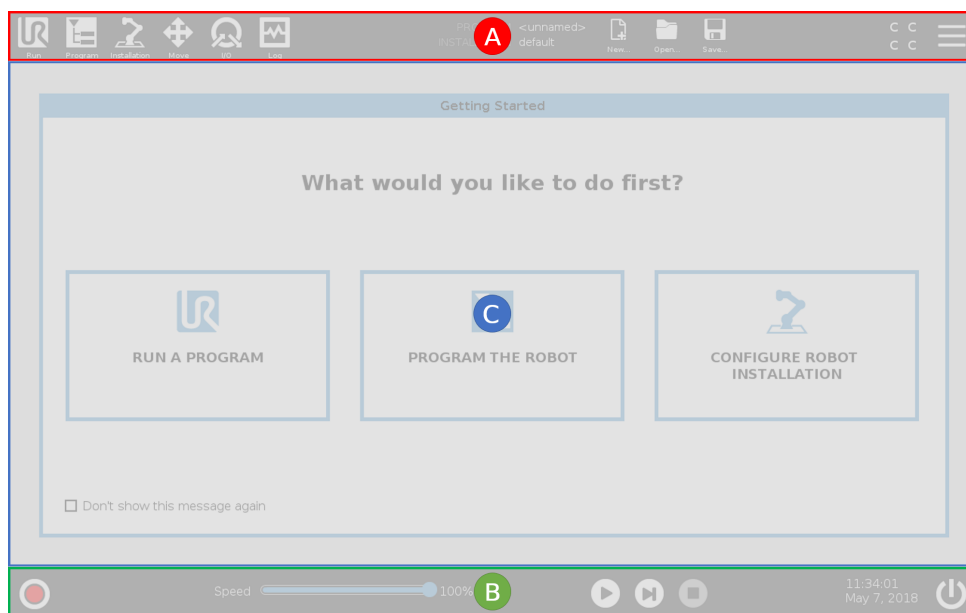 <unnamed>
default
Run
Program
Installation
Move
I/O
Log
New...
Open...
Save...
C C
C C
A
Getting Started
What would you like to do first?
C
RUN A PROGRAM
PROGRAM THE ROBOT
CONFIGURE ROBOT
INSTALLATION
Don't show this message again
Speed
100%
B
11:34:01
May 7, 2018